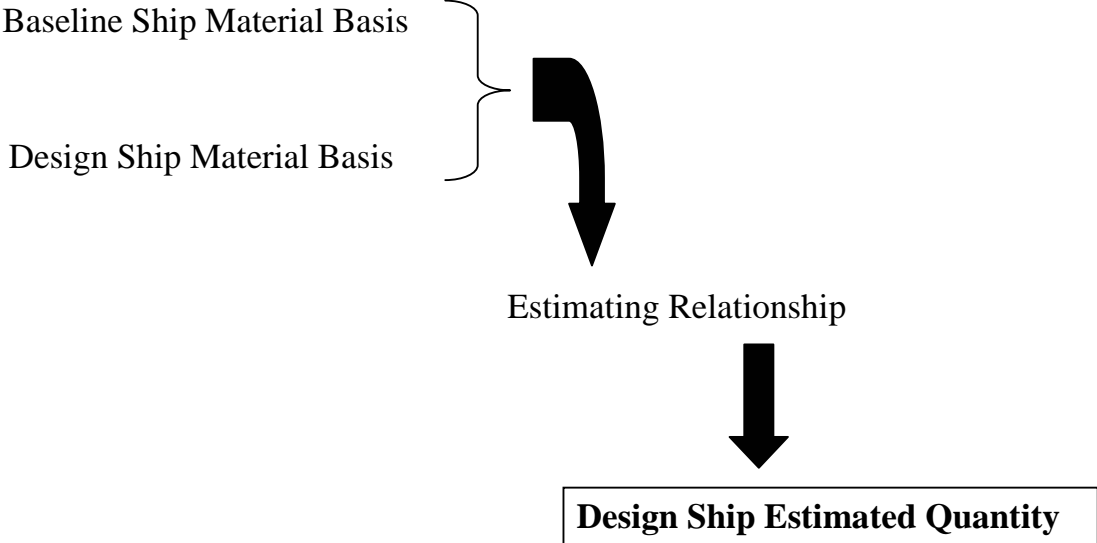 Baseline Ship Material Basis
Design Ship Material Basis
Estimating Relationship
Design Ship Estimated Quantity